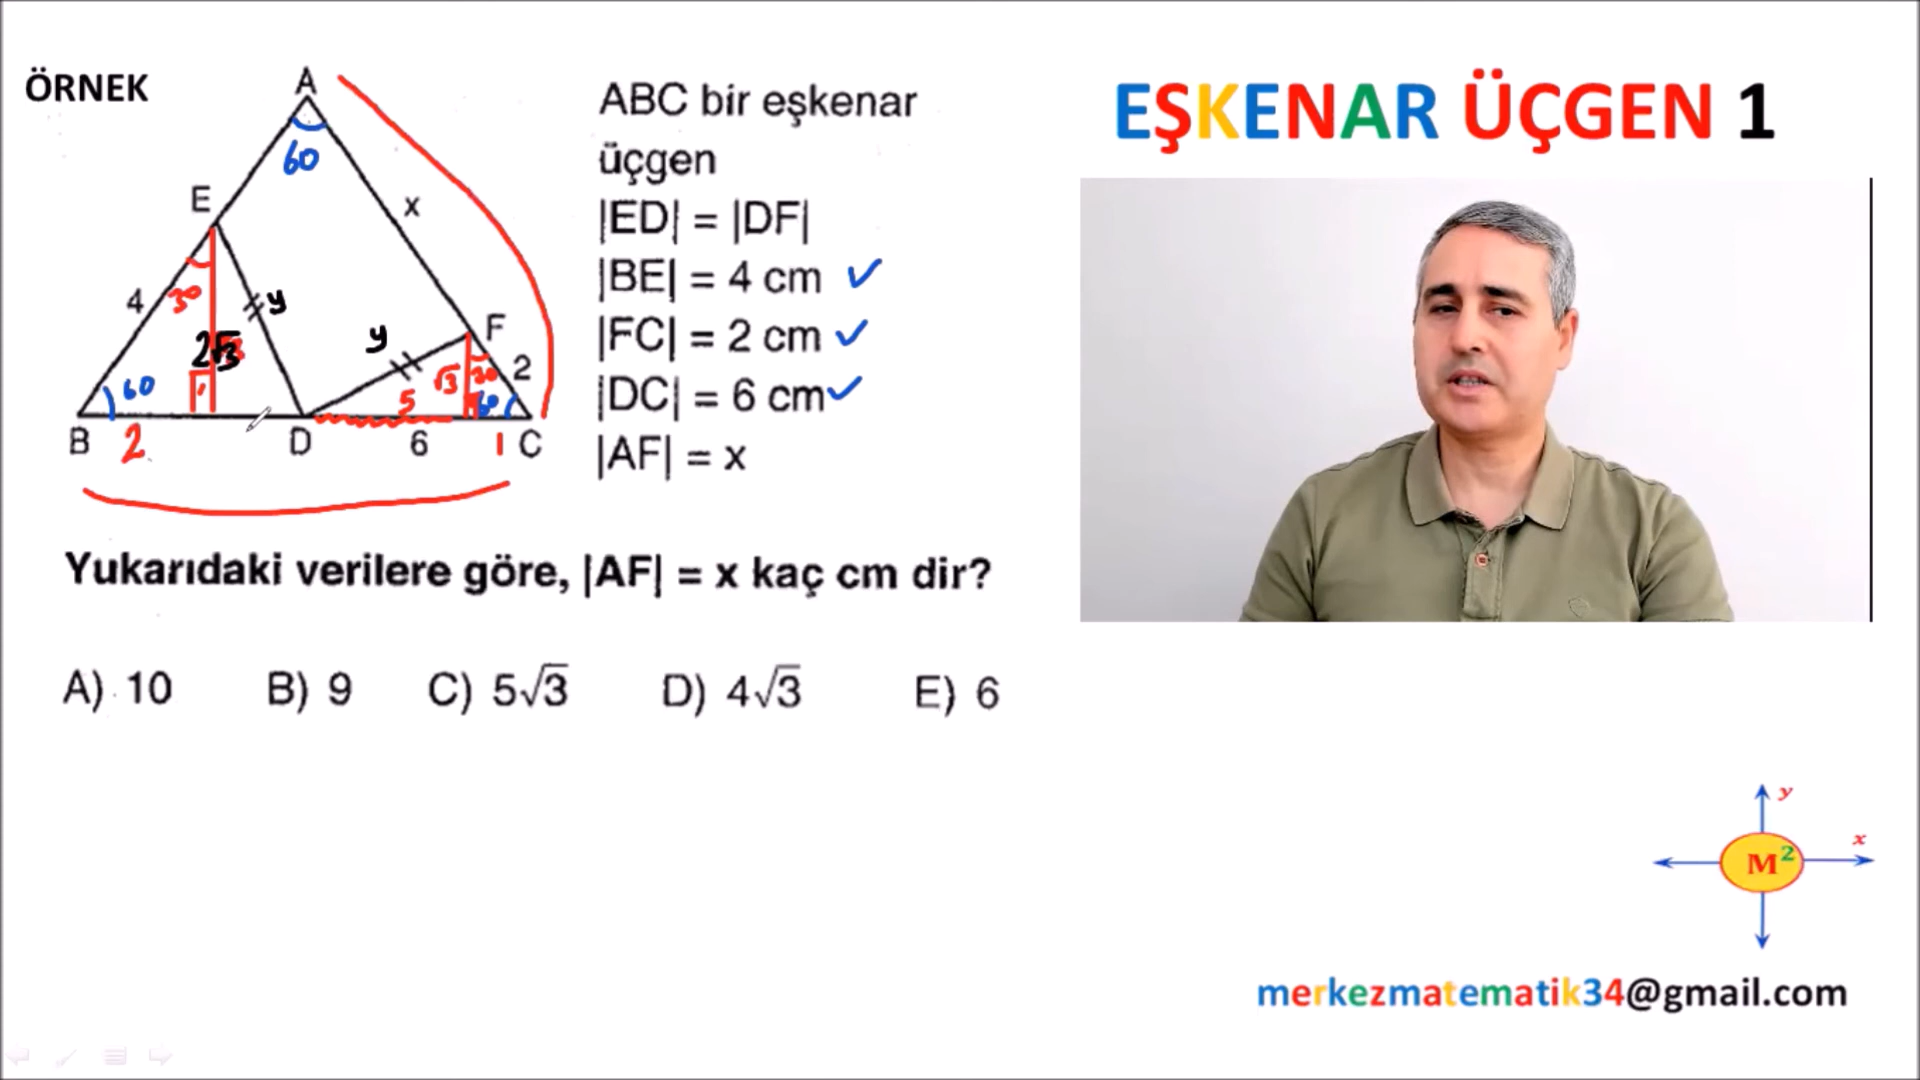 ÖRNEK
A
60
E
x
4
30
y
2√3
y
F
√3
30
2
60
5
60
B
2
D
6
1
C
ABC bir eşkenar
üçgen
|ED| = |DF|
|BE| = 4 cm ✓
|FC| = 2 cm ✓
|DC| = 6 cm ✓
|AF| = x
Yukarıdaki verilere göre, |AF| = x kaç cm dir?
A) 10 B) 9 C) 5√3 D) 4√3 E) 6
EŞKENAR ÜÇGEN 1
y
x
M²
merkezmatematik34@gmail.com